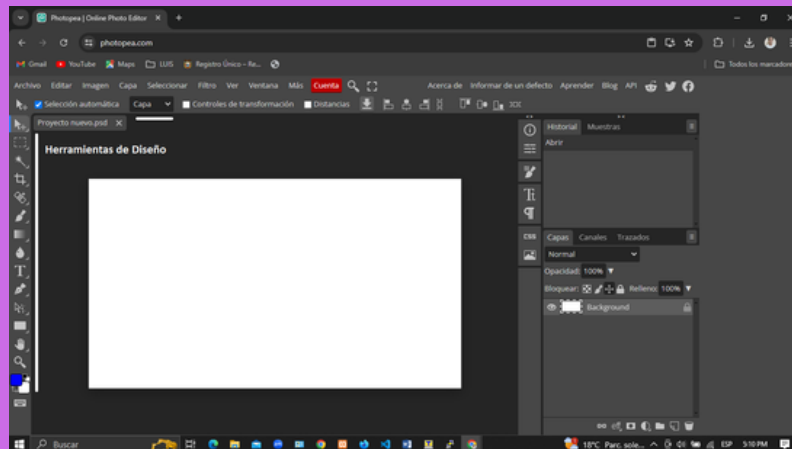 Photopea | Online Photo Editor
photopea.com
Gmail YouTube Maps LUIS Registro Único – Re...
Todos los marcadores
Archivo Editar Imagen Capa Seleccionar Filtro Ver Ventana Más Cuenta Acerca de Informar de un defecto Aprender Blog API
Selección automática Capa Controles de transformación Distancias
Proyecto nuevo.psd
Herramientas de Diseño
Historial Muestras
Abrir
CSS
Capas Canales Trazados
Normal
Opacidad: 100%
Bloquear: Relleno: 100%
Background
Buscar
18°C Parc. sole... ESP 5:10 PM